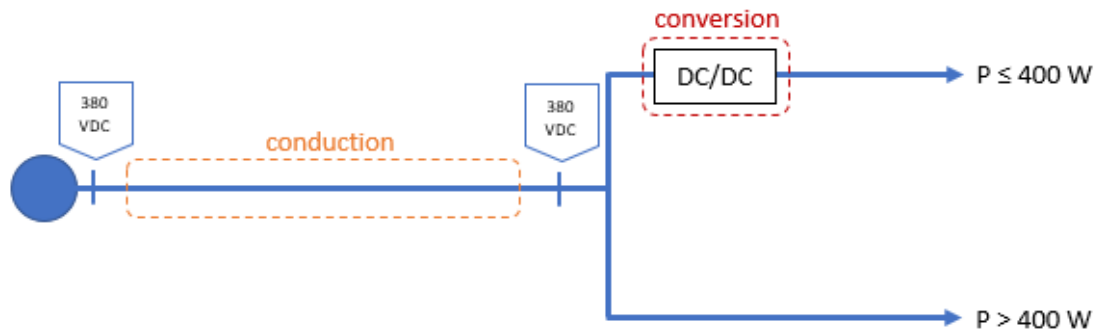 conversion
DC/DC
P ≤ 400 W
380
VDC
380
VDC
conduction
P > 400 W